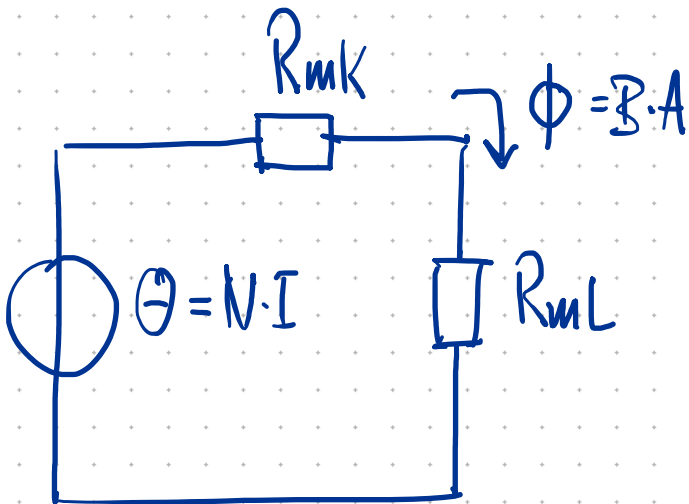 RmK
Φ = B·A
Θ = N·I
RmL